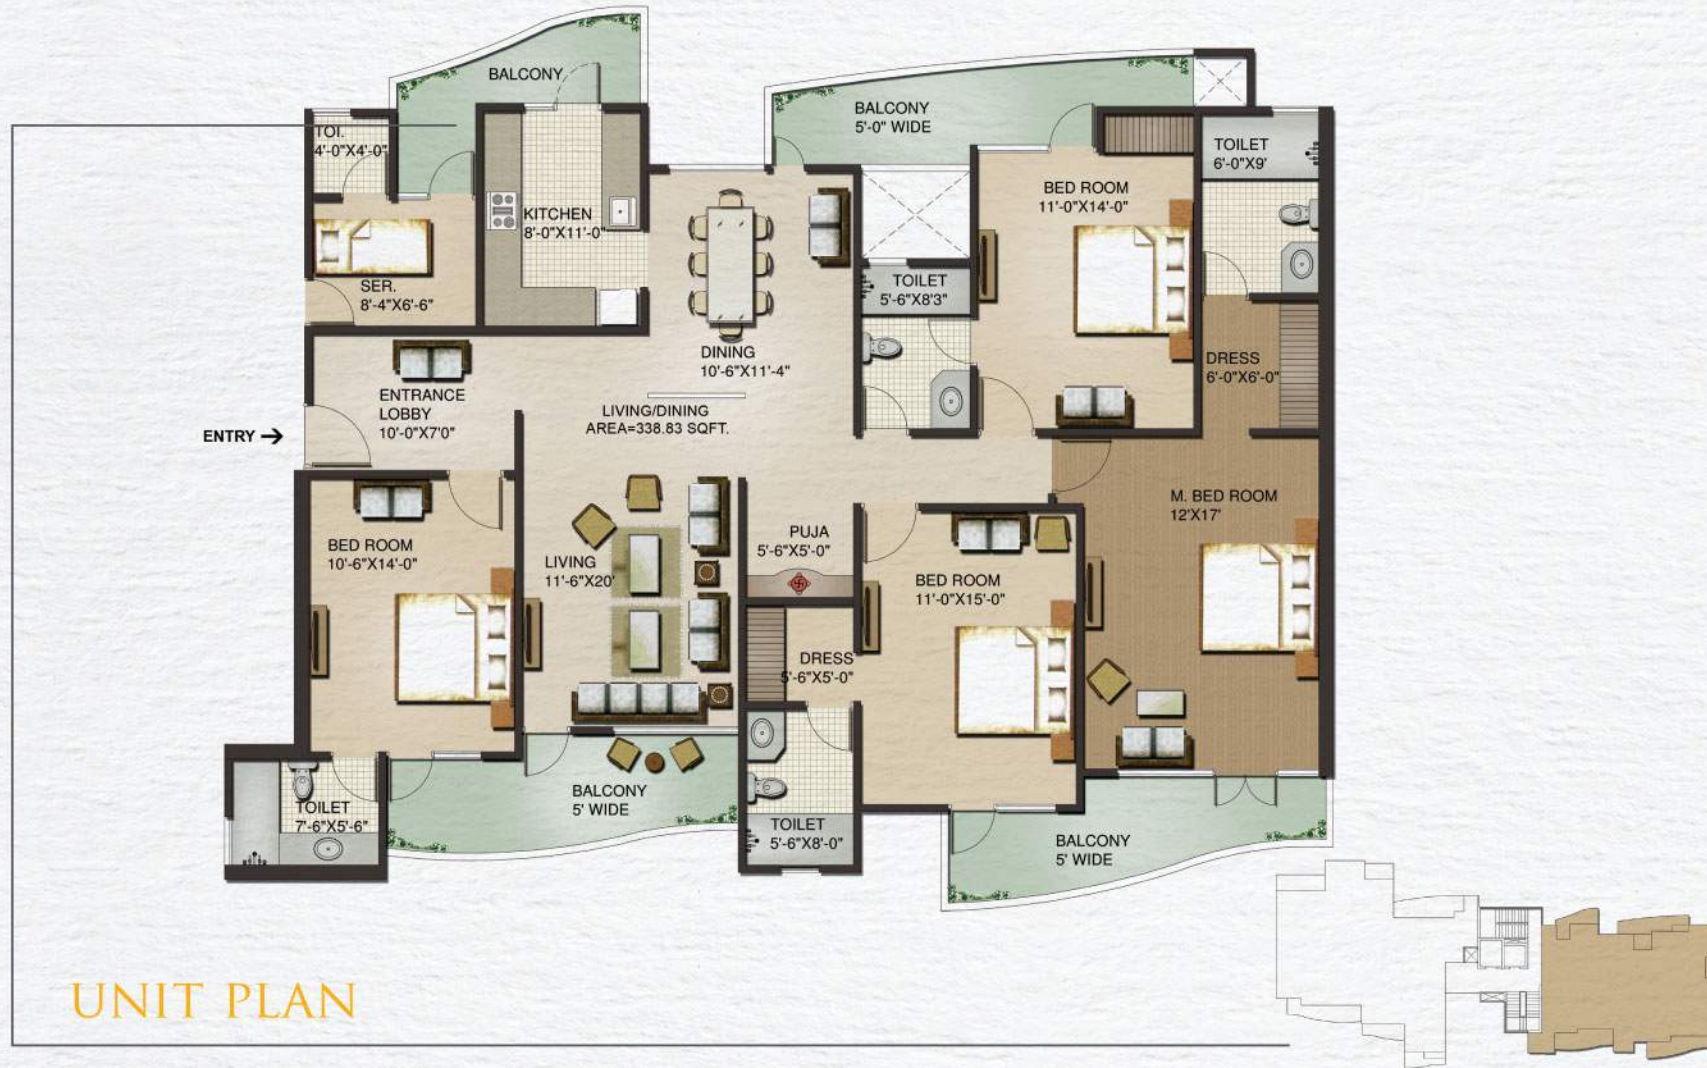 BALCONY
BALCONY
5'-0" WIDE
TOI.
4'-0"X4'-0"
TOILET
6'-0"X9'
BED ROOM
11'-0"X14'-0"
KITCHEN
8'-0"X11'-0"
SER.
8'-4"X6'-6"
TOILET
5'-6"X8'3"
DINING
10'-6"X11'-4"
DRESS
6'-0"X6'-0"
ENTRANCE
LOBBY
10'-0"X7'0"
LIVING/DINING
AREA=338.83 SQFT.
ENTRY
M. BED ROOM
12'X17'
BED ROOM
10'-6"X14'-0"
PUJA
5'-6"X5'-0"
LIVING
11'-6"X20'
BED ROOM
11'-0"X15'-0"
DRESS
5'-6"X5'-0"
BALCONY
5' WIDE
TOILET
7'-6"X5'-6"
TOILET
5'-6"X8'-0"
BALCONY
5' WIDE
UNIT PLAN